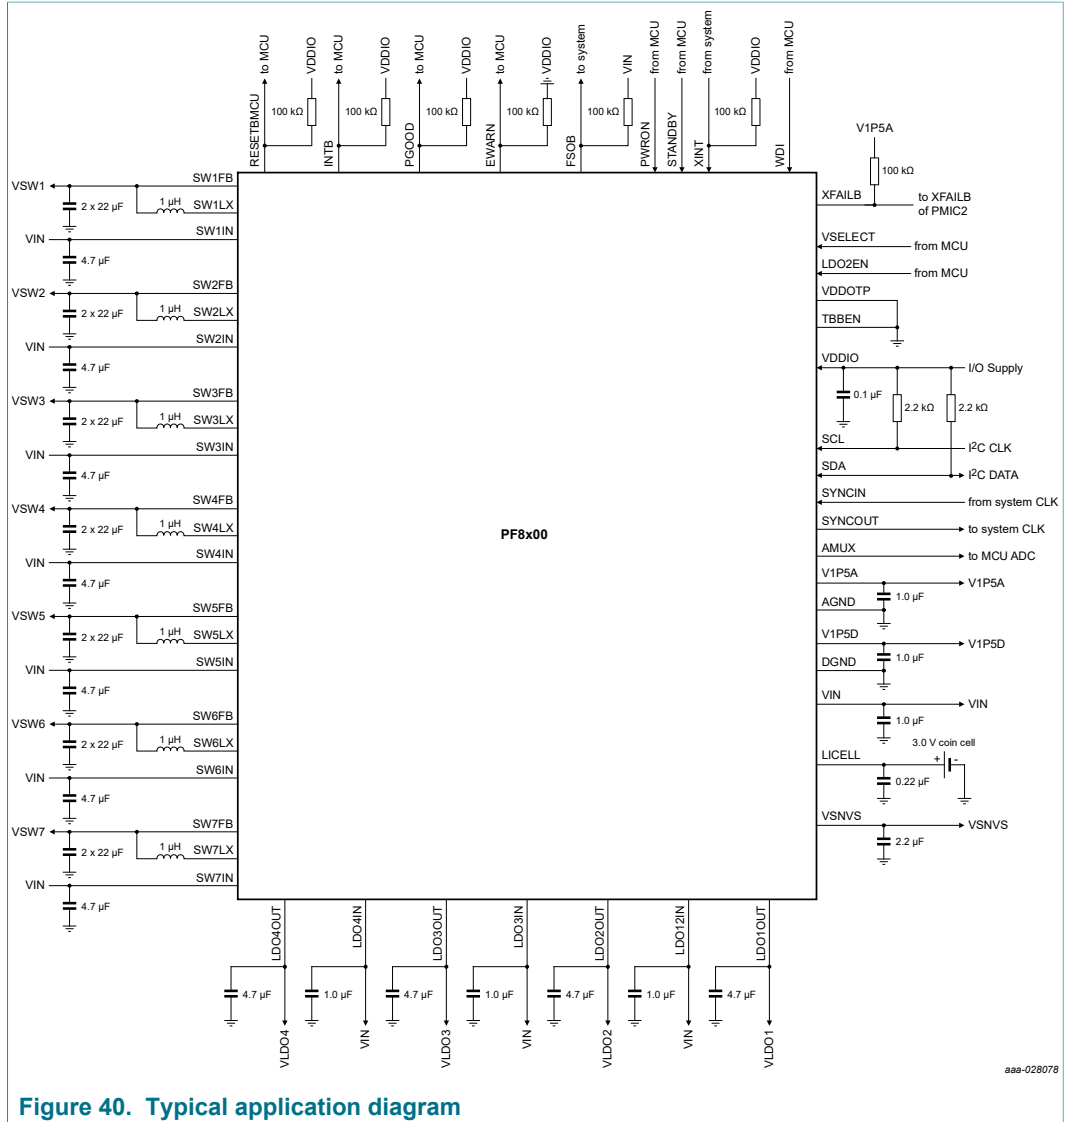 to MCU
VDDIO
to MCU
VDDIO
to MCU
VDDIO
to MCU
VDDIO
to system
VIN
from MCU
from MCU
from system
VDDIO
from MCU
100 kΩ
100 kΩ
100 kΩ
100 kΩ
100 kΩ
100 kΩ
RESETBMCU
INTB
PGOOD
EWARN
FSOB
PWRON
STANDBY
XINT
WDI
VSW1
SW1FB
2 x 22 µF
1 µH
SW1LX
VIN
SW1IN
4.7 µF
VSW2
SW2FB
2 x 22 µF
1 µH
SW2LX
VIN
SW2IN
4.7 µF
VSW3
SW3FB
2 x 22 µF
1 µH
SW3LX
VIN
SW3IN
4.7 µF
VSW4
SW4FB
2 x 22 µF
1 µH
SW4LX
VIN
SW4IN
4.7 µF
VSW5
SW5FB
2 x 22 µF
1 µH
SW5LX
VIN
SW5IN
4.7 µF
VSW6
SW6FB
2 x 22 µF
1 µH
SW6LX
VIN
SW6IN
4.7 µF
VSW7
SW7FB
2 x 22 µF
1 µH
SW7LX
VIN
SW7IN
4.7 µF
PF8x00
V1P5A
100 kΩ
XFAILB
to XFAILB
of PMIC2
VSELECT
from MCU
LDO2EN
from MCU
VDDOTP
TBBEN
VDDIO
I/O Supply
0.1 µF
2.2 kΩ
2.2 kΩ
SCL
I2C CLK
SDA
I2C DATA
SYNCIN
from system CLK
SYNCOUT
to system CLK
AMUX
to MCU ADC
V1P5A
V1P5A
1.0 µF
AGND
V1P5D
V1P5D
1.0 µF
DGND
VIN
VIN
1.0 µF
3.0 V coin cell
LICELL
+ -
0.22 µF
VSNVS
VSNVS
2.2 µF
LDO4OUT
LDO4IN
LDO3OUT
LDO3IN
LDO2OUT
LDO12IN
LDO1OUT
4.7 µF
1.0 µF
4.7 µF
1.0 µF
4.7 µF
1.0 µF
4.7 µF
VLDO4
VIN
VLDO3
VIN
VLDO2
VIN
VLDO1
aaa-028078
Figure 40. Typical application diagram